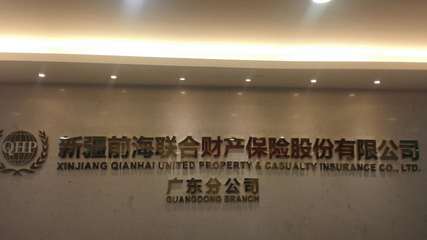 QHP
新疆前海联合财产保险股份有限公司
XINJIANG QIANHAI UNITED PROPERTY & CASUALTY INSURANCE CO., LTD.
广东分公司
GUANGDONG BRANCH